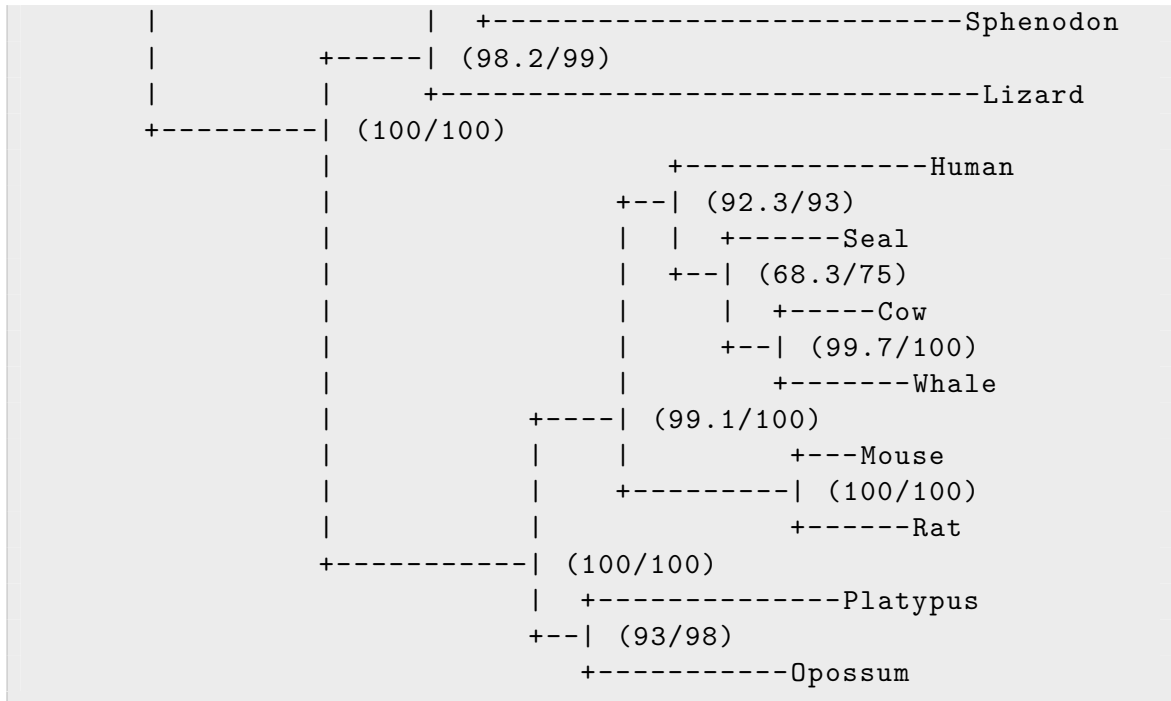 |               |  +---------------------------Sphenodon
|         +-----| (98.2/99)
|         |     +-------------------------------Lizard
+---------| (100/100)
|                   +--------------Human
|                +--| (92.3/93)
|                |  |  +------Seal
|                |  +--| (68.3/75)
|                |     |  +-----Cow
|                |     +--| (99.7/100)
|                |        +-------Whale
|           +----| (99.1/100)
|           |    |         +---Mouse
|           |    +---------| (100/100)
|           |              +------Rat
+-----------| (100/100)
|  +--------------Platypus
+--| (93/98)
+-----------Opossum